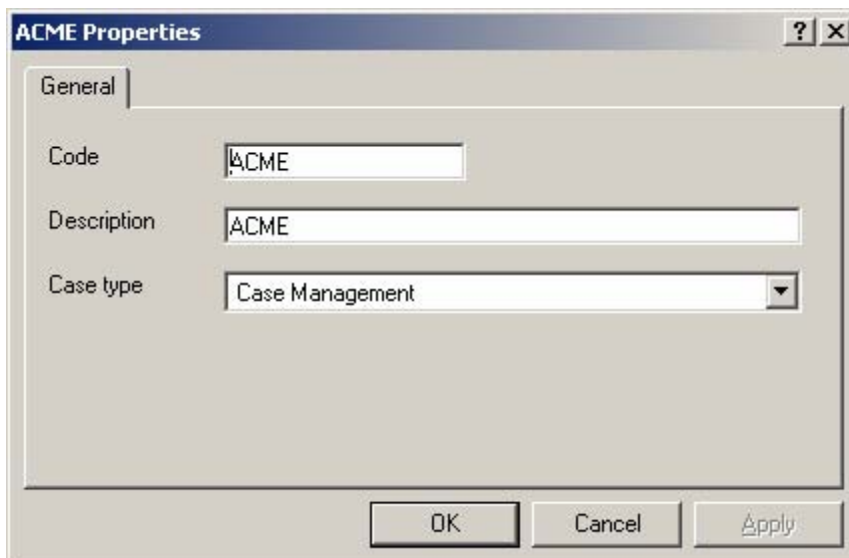 ACME Properties
General
Code ACME
Description ACME
Case type Case Management
OK Cancel Apply